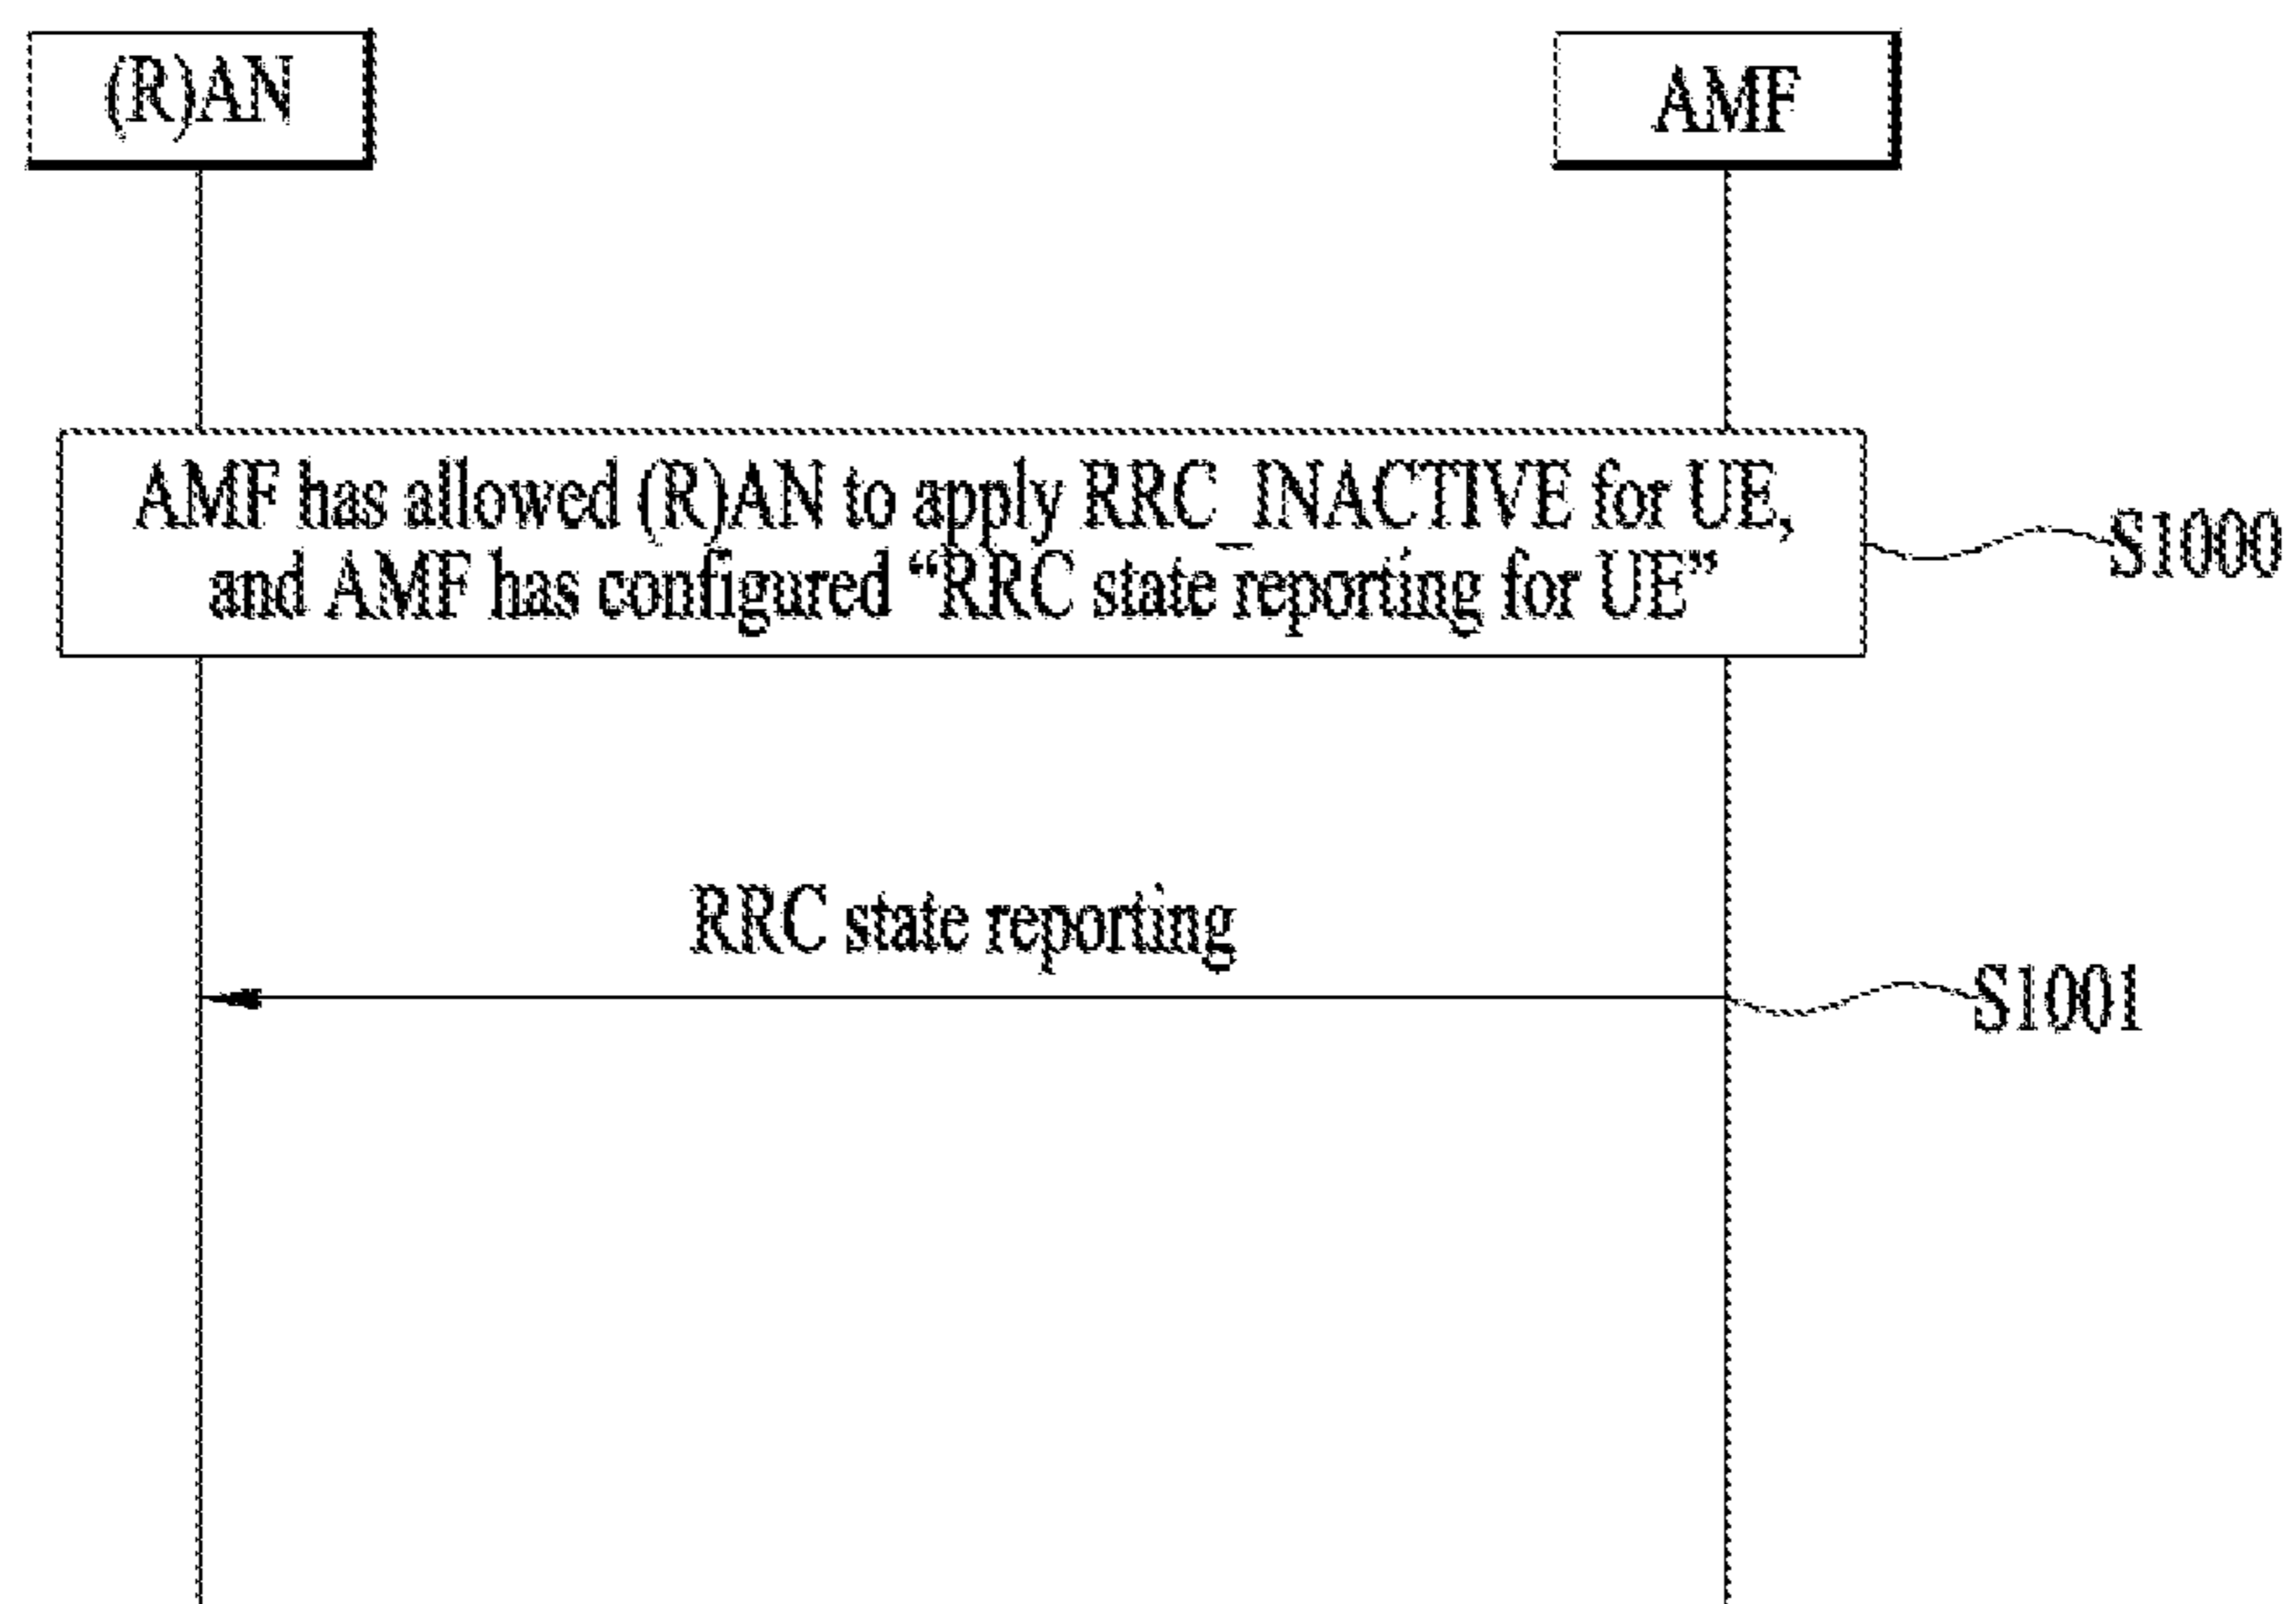 (R)AN
AMF
AMF has allowed (R)AN to apply RRC_INACTIVE for UE,
and AMF has configured “RRC state reporting for UE”
S1000
RRC state reporting
S1001